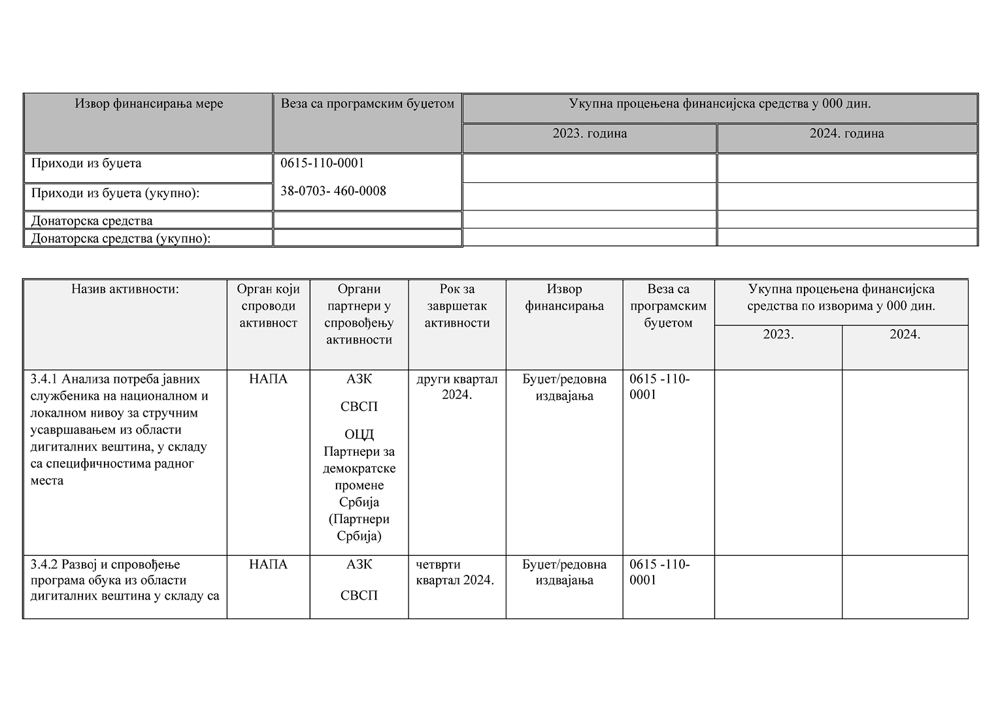 Извор финансирања мере
Веза са програмским буџетом
Укупна процењена финансијска средства у 000 дин.
2023. година
2024. година
Приходи из буџета
0615-110-0001
Приходи из буџета (укупно):
38-0703- 460-0008
Донаторска средства
Донаторска средства (укупно):
Назив активности:
Орган који
спроводи
активност
Органи
партнери у
спровођењу
активности
Рок за
завршетак
активности
Извор
финансирања
Веза са
програмским
буџетом
Укупна процењена финансијска
средства по изворима у 000 дин.
2023.
2024.
3.4.1 Анализа потреба јавних
службеника на националном и
локалном нивоу за стручним
усавршавањем из области
дигиталних вештина, у складу
са специфичностима радног
места
НАПА
АЗК
СВСП
ОЦД
Партнери за
демократске
промене
Србија
(Партнери
Србија)
други квартал
2024.
Буџет/редовна
издвајања
0615 -110-
0001
3.4.2 Развој и спровођење
програма обука из области
дигиталних вештина у складу са
НАПА
АЗК
СВСП
четврти
квартал 2024.
Буџет/редовна
издвајања
0615 -110-
0001